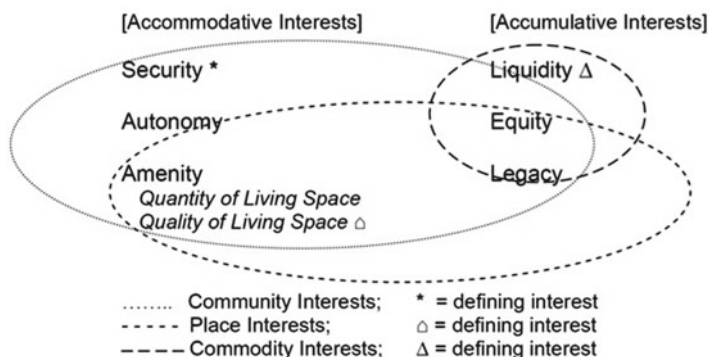 [Accommodative Interests] [Accumulative Interests]
Security * Liquidity Δ
Autonomy Equity
Amenity Legacy
Quantity of Living Space
Quality of Living Space ⌂
........ Community Interests; * = defining interest
- - - - - - Place Interests; ⌂ = defining interest
– – – – – Commodity Interests; Δ = defining interest